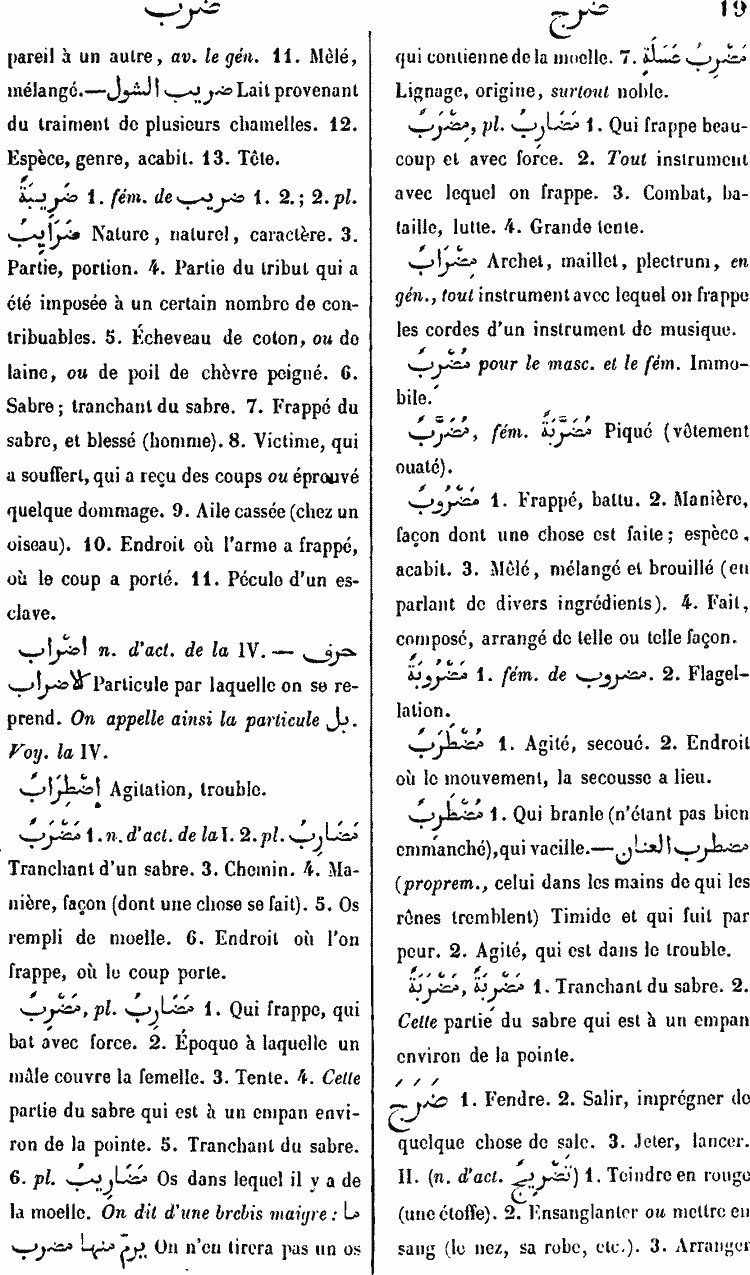 ضرب
ضرج 19
pareil à un autre, av. le gén. 11. Mêlé,
mélangé.—ضريب الشول Lait provenant
du traiment de plusieurs chamelles. 12.
Espèce, genre, acabit. 13. Tête.
ضَرِيبَةٌ 1. fém. de ضريب 1. 2.; 2. pl.
ضَرَايِبُ Nature, naturel, caractère. 3.
Partie, portion. 4. Partie du tribut qui a
été imposée à un certain nombre de con-
tribuables. 5. Écheveau de coton, ou de
laine, ou de poil de chèvre peigné. 6.
Sabre; tranchant du sabre. 7. Frappé du
sabre, et blessé (homme). 8. Victime, qui
a souffert, qui a reçu des coups ou éprouvé
quelque dommage. 9. Aile cassée (chez un
oiseau). 10. Endroit où l'arme a frappé,
où le coup a porté. 11. Pécule d'un es-
clave.
اضْراب n. d'act. de la IV. — حرف
الاضراب Particule par laquelle on se re-
prend. On appelle ainsi la particule بل.
Voy. la IV.
إِضْطِرَابٌ Agitation, trouble.
مَضْرَبٌ 1. n. d'act. de la I. 2. pl. مَضَارِبُ
Tranchant d'un sabre. 3. Chemin. 4. Ma-
nière, façon (dont une chose se fait). 5. Os
rempli de moelle. 6. Endroit où l'on
frappe, où le coup porte.
مَضْرِبٌ, pl. مَضَارِبُ 1. Qui frappe, qui
bat avec force. 2. Époque à laquelle un
mâle couvre la femelle. 3. Tente. 4. Cette
partie du sabre qui est à un empan envi-
ron de la pointe. 5. Tranchant du sabre.
6. pl. مَضَارِيبُ Os dans lequel il y a de
la moelle. On dit d'une brebis maigre: ما
يرمّ منها مضرب On n'en tirera pas un os
qui contienne de la moelle. 7. مَضْرِبُ عَسَلَةٍ
Lignage, origine, surtout noble.
مِضْرَبٌ, pl. مَضَارِبُ 1. Qui frappe beau-
coup et avec force. 2. Tout instrument
avec lequel on frappe. 3. Combat, ba-
taille, lutte. 4. Grande tente.
مِضْرَابٌ Archet, maillet, plectrum, en
gén., tout instrument avec lequel on frappe
les cordes d'un instrument de musique.
مُضْرِبٌ pour le masc. et le fém. Immo-
bile.
مُضَرَّبٌ, fém. مُضَرَّبَةٌ Piqué (vêtement
ouaté).
مَضْرُوبٌ 1. Frappé, battu. 2. Manière,
façon dont une chose est faite; espèce,
acabit. 3. Mêlé, mélangé et brouillé (en
parlant de divers ingrédients). 4. Fait,
composé, arrangé de telle ou telle façon.
مَضْرُوبَةٌ 1. fém. de مضروب. 2. Flagel-
lation.
مُضْطَرَبٌ 1. Agité, secoué. 2. Endroit
où le mouvement, la secousse a lieu.
مُضْطَرِبٌ 1. Qui branle (n'étant pas bien
emmanché), qui vacille.—مضطرب العنان
(proprem., celui dans les mains de qui les
rênes tremblent) Timide et qui fuit par
peur. 2. Agité, qui est dans le trouble.
مَضْرَبَةٌ, مَضْرِبَةٌ 1. Tranchant du sabre. 2.
Cette partie du sabre qui est à un empan
environ de la pointe.
ضَرَجَ 1. Fendre. 2. Salir, imprégner de
quelque chose de sale. 3. Jeter, lancer.
II. (n. d'act. تَضْرِيجٌ) 1. Teindre en rouge
(une étoffe). 2. Ensanglanter ou mettre en
sang (le nez, sa robe, etc.). 3. Arranger